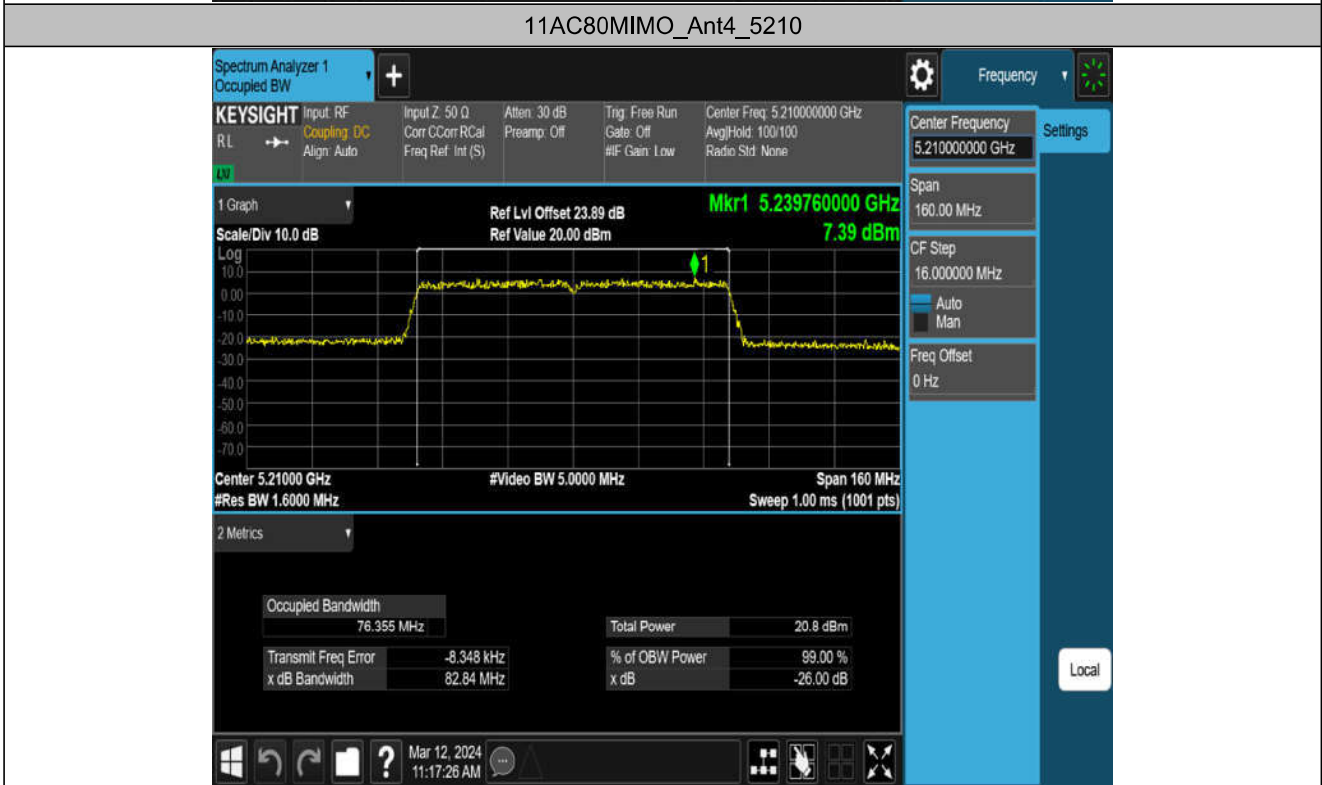 11AC80MIMO_Ant4_5210
Spectrum Analyzer 1
Occupied BW
+
Frequency
KEYSIGHT
RL
Input: RF
Coupling: DC
Align: Auto
Input Z: 50 Ω
Corr CCorr RCal
Freq Ref: Int (S)
Atten: 30 dB
Preamp: Off
Trig: Free Run
Gate: Off
#IF Gain: Low
Center Freq: 5.210000000 GHz
Avg|Hold: 100/100
Radio Std: None
LXI
Center Frequency
5.210000000 GHz
Settings
Span
160.00 MHz
CF Step
16.000000 MHz
Auto
Man
Freq Offset
0 Hz
Local
1 Graph
Scale/Div 10.0 dB
Ref Lvl Offset 23.89 dB
Ref Value 20.00 dBm
Mkr1 5.239760000 GHz
7.39 dBm
Log
10.0
0.00
-10.0
-20.0
-30.0
-40.0
-50.0
-60.0
-70.0
1
Center 5.21000 GHz
#Res BW 1.6000 MHz
#Video BW 5.0000 MHz
Span 160 MHz
Sweep 1.00 ms (1001 pts)
2 Metrics
Occupied Bandwidth
76.355 MHz
Total Power 20.8 dBm
Transmit Freq Error -8.348 kHz
% of OBW Power 99.00 %
x dB Bandwidth 82.84 MHz
x dB -26.00 dB
?
Mar 12, 2024
11:17:26 AM